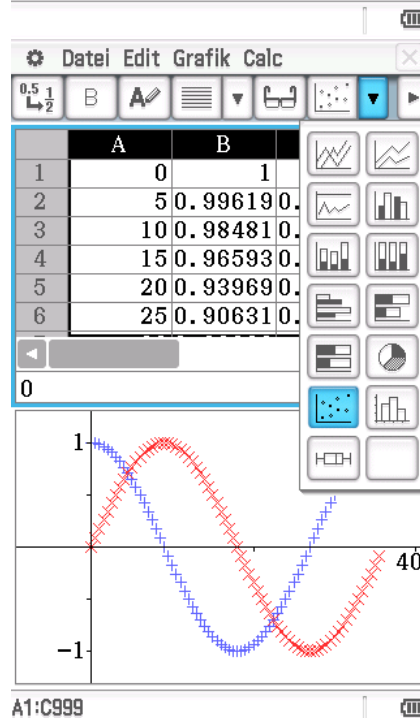 Datei Edit Grafik Calc
0.5 1 2 B A
A B
1 0 1
2 5 0.99619 0.
3 10 0.98481 0.
4 15 0.96593 0.
5 20 0.93969 0.
6 25 0.90631 0.
0
1
40
-1
A1:C999